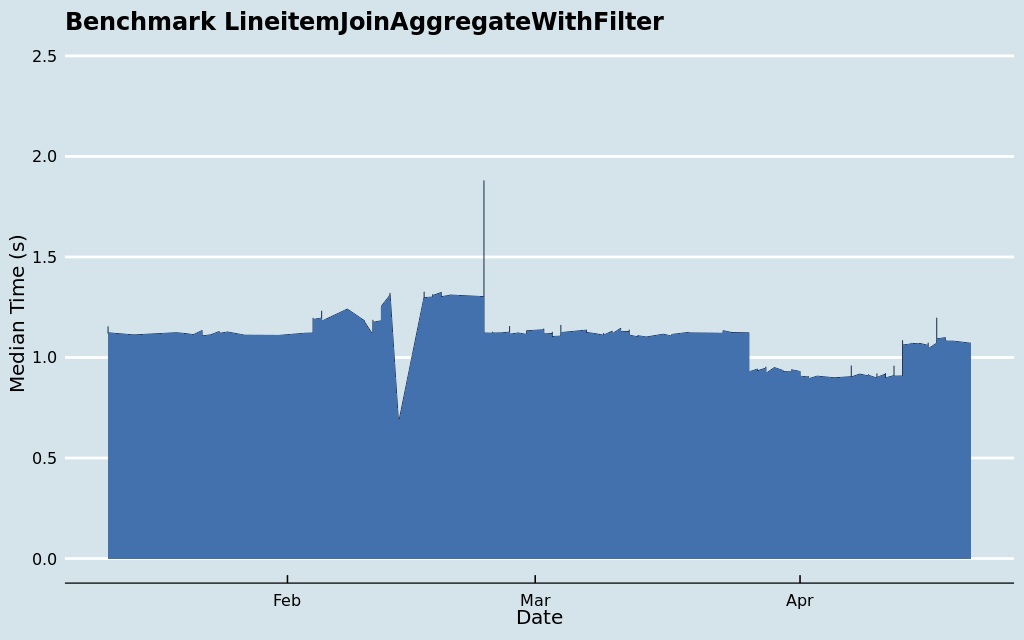 Benchmark LineitemJoinAggregateWithFilter
2.5
2.0
1.5
1.0
0.5
0.0
Median Time (s)
Feb
Mar
Apr
Date